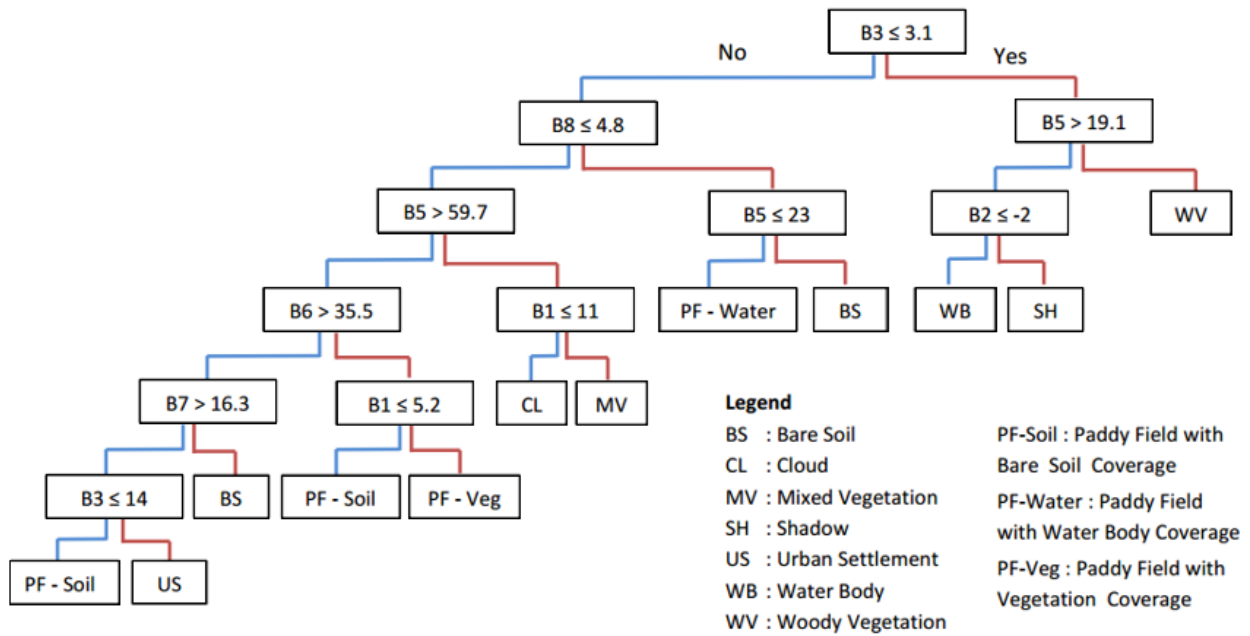 B3 ≤ 3.1
No
Yes
B8 ≤ 4.8
B5 > 19.1
B5 > 59.7
B5 ≤ 23
B2 ≤ -2
WV
B6 > 35.5
B1 ≤ 11
PF - Water
BS
WB
SH
B7 > 16.3
B1 ≤ 5.2
CL
MV
B3 ≤ 14
BS
PF - Soil
PF - Veg
PF - Soil
US
Legend
BS : Bare Soil
CL : Cloud
MV : Mixed Vegetation
SH : Shadow
US : Urban Settlement
WB : Water Body
WV : Woody Vegetation
PF-Soil : Paddy Field with
Bare Soil Coverage
PF-Water : Paddy Field
with Water Body Coverage
PF-Veg : Paddy Field with
Vegetation Coverage